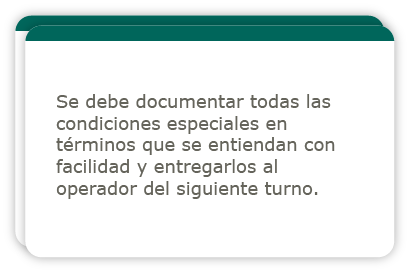 Se debe documentar todas las
condiciones especiales en
términos que se entiendan con
facilidad y entregarlos al
operador del siguiente turno.